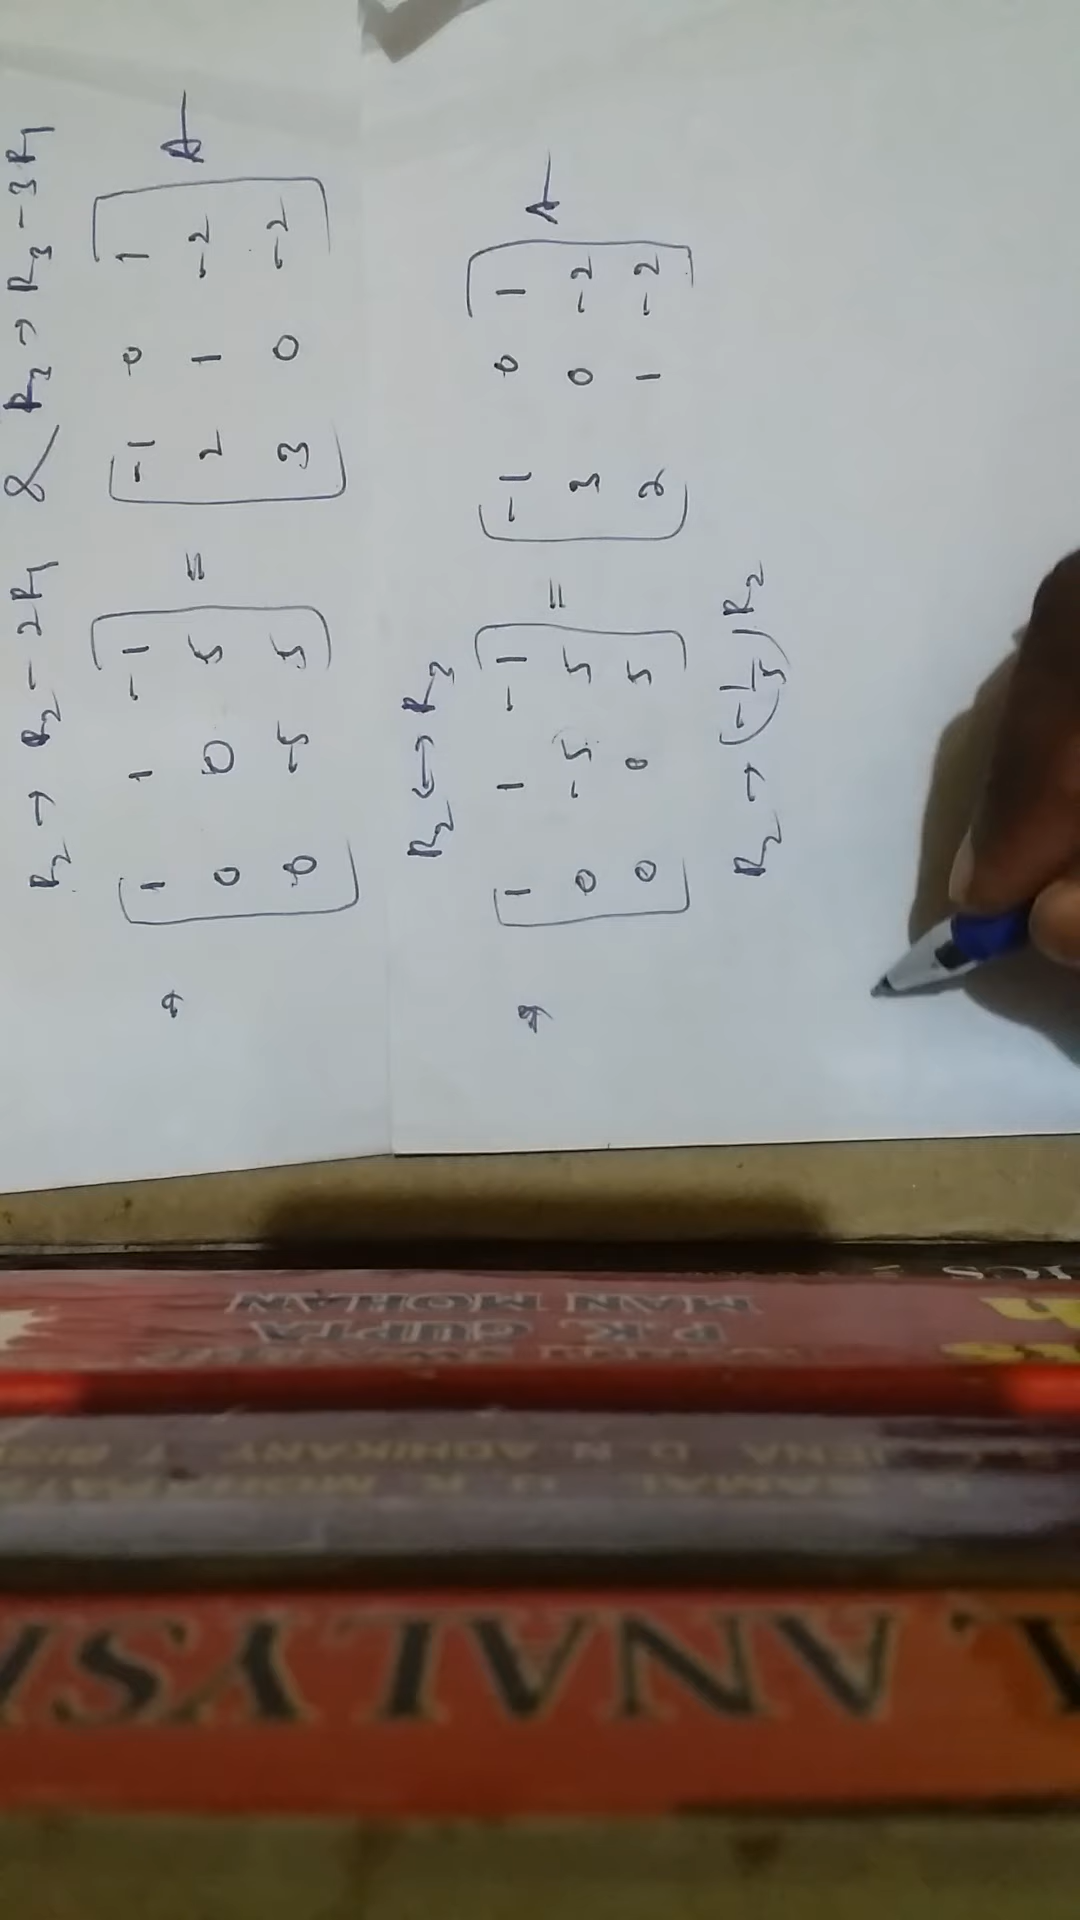 R₂ → R₂ - 2R₁ & R₃ → R₃ - 3R₁
⇒ [ 1 1 -1 ] = [ -1 0 1 ] A
0 0 5 2 1 -2
0 -5 5 3 0 -2
R₂ ↔ R₃
⇒ [ 1 1 -1 ] = [ -1 0 1 ] A
0 -5 5 3 0 -2
0 0 5 2 1 -2
R₂ → (-1/5) R₂
P.K. GUPTA
MAN
ANALYSI